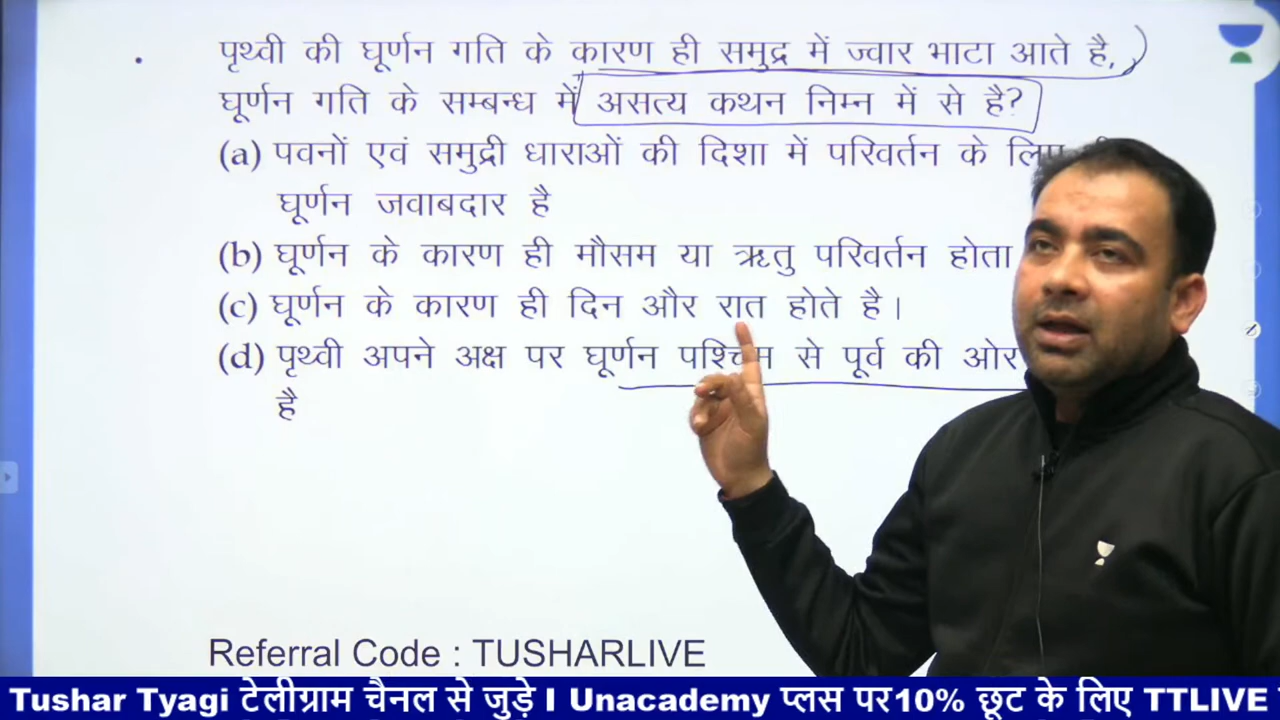 पृथ्वी की घूर्णन गति के कारण ही समुद्र में ज्वार भाटा आते है,
घूर्णन गति के सम्बन्ध में असत्य कथन निम्न में से है?
(a) पवनों एवं समुद्री धाराओं की दिशा में परिवर्तन के लिए
घूर्णन जवाबदार है
(b) घूर्णन के कारण ही मौसम या ऋतु परिवर्तन होता
(c) घूर्णन के कारण ही दिन और रात होते है।
(d) पृथ्वी अपने अक्ष पर घूर्णन पश्चिम से पूर्व की ओर
है
Referral Code : TUSHARLIVE
Tushar Tyagi टेलीग्राम चैनल से जुड़े I Unacademy प्लस पर10% छूट के लिए TTLIVE